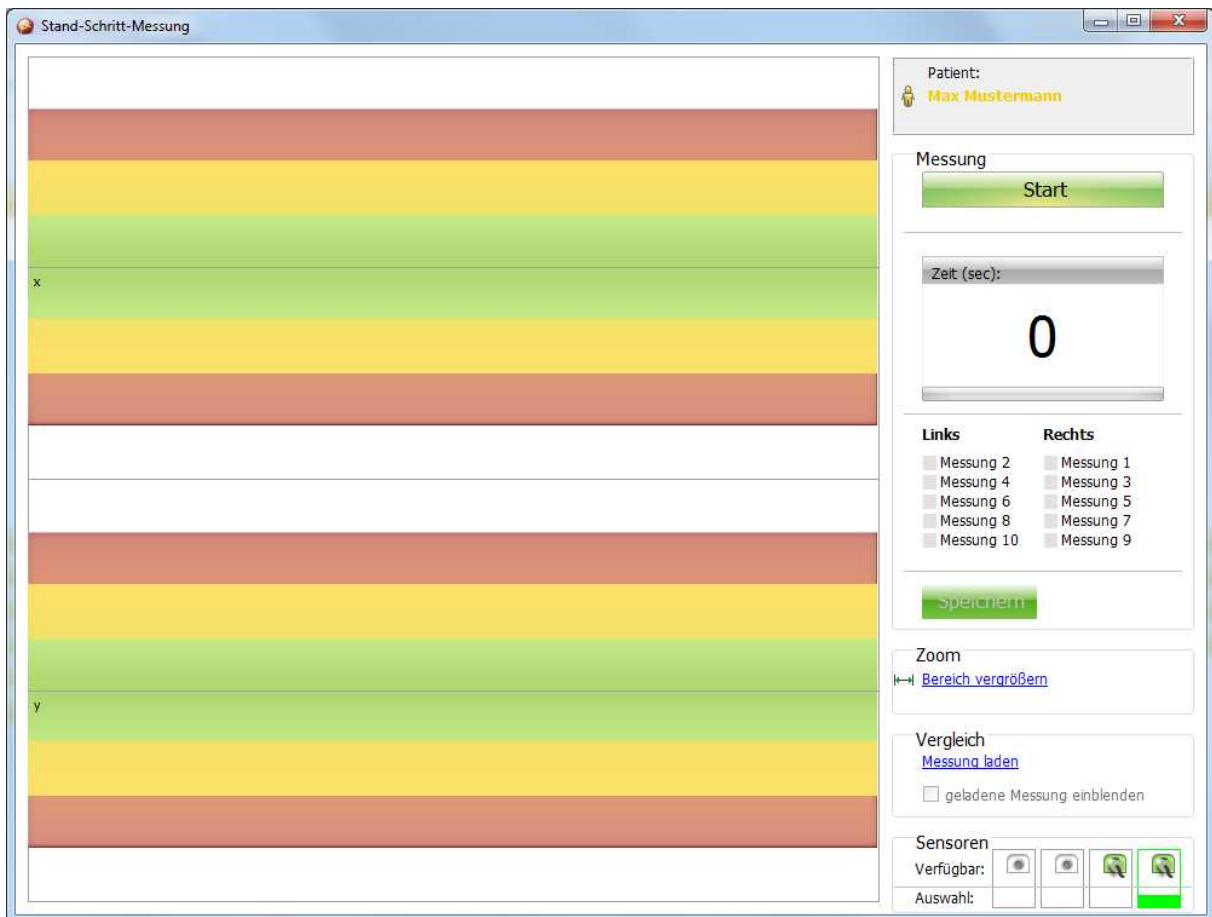 Stand-Schritt-Messung
x
y
Patient:
Max Mustermann
Messung
Start
Zeit (sec):
0
Links Rechts
Messung 2 Messung 1
Messung 4 Messung 3
Messung 6 Messung 5
Messung 8 Messung 7
Messung 10 Messung 9
Speichern
Zoom
Bereich vergrößern
Vergleich
Messung laden
geladene Messung einblenden
Sensoren
Verfügbar:
Auswahl: